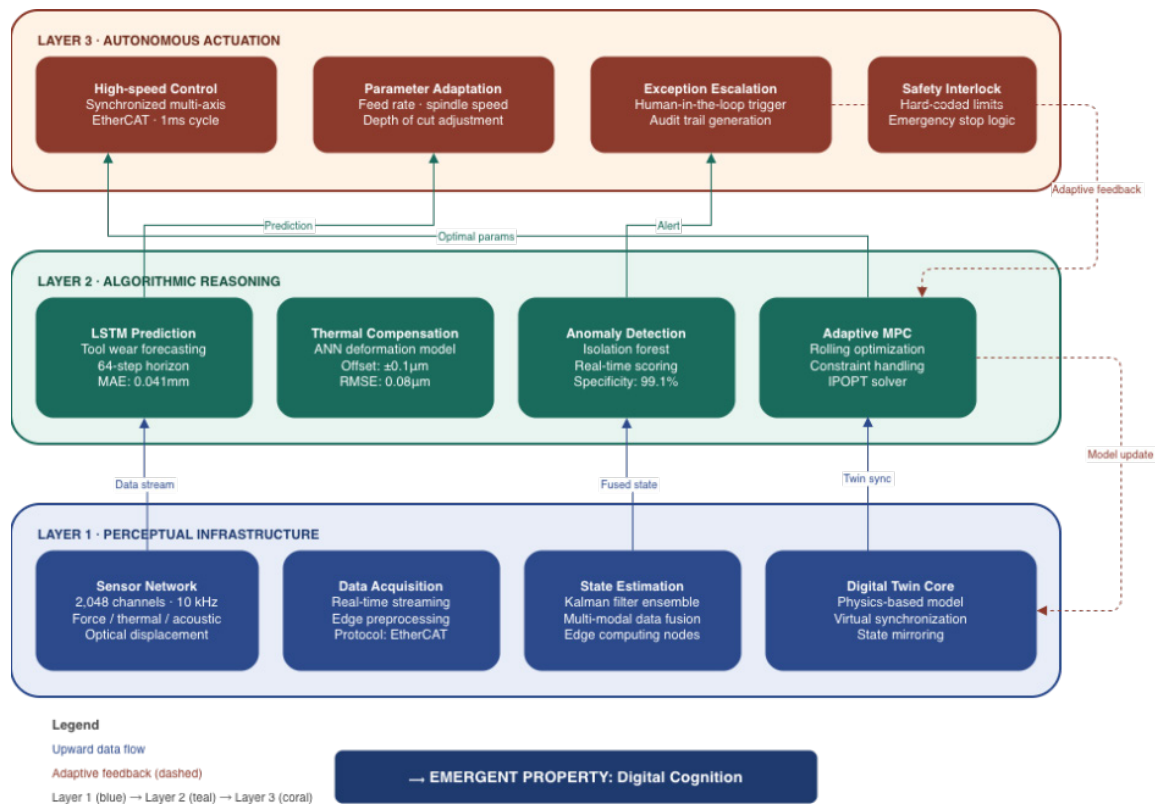 LAYER 3 · AUTONOMOUS ACTUATION
High-speed Control
Synchronized multi-axis
EtherCAT · 1ms cycle
Parameter Adaptation
Feed rate · spindle speed
Depth of cut adjustment
Exception Escalation
Human-in-the-loop trigger
Audit trail generation
Safety Interlock
Hard-coded limits
Emergency stop logic
Adaptive feedback
Prediction
Alert
Optimal params
LAYER 2 · ALGORITHMIC REASONING
LSTM Prediction
Tool wear forecasting
64-step horizon
MAE: 0.041mm
Thermal Compensation
ANN deformation model
Offset: ±0.1μm
RMSE: 0.08μm
Anomaly Detection
Isolation forest
Real-time scoring
Specificity: 99.1%
Adaptive MPC
Rolling optimization
Constraint handling
IPOPT solver
Model update
Data stream
Fused state
Twin sync
LAYER 1 · PERCEPTUAL INFRASTRUCTURE
Sensor Network
2,048 channels · 10 kHz
Force / thermal / acoustic
Optical displacement
Data Acquisition
Real-time streaming
Edge preprocessing
Protocol: EtherCAT
State Estimation
Kalman filter ensemble
Multi-modal data fusion
Edge computing nodes
Digital Twin Core
Physics-based model
Virtual synchronization
State mirroring
Legend
Upward data flow
Adaptive feedback (dashed)
Layer 1 (blue) → Layer 2 (teal) → Layer 3 (coral)
→ EMERGENT PROPERTY: Digital Cognition